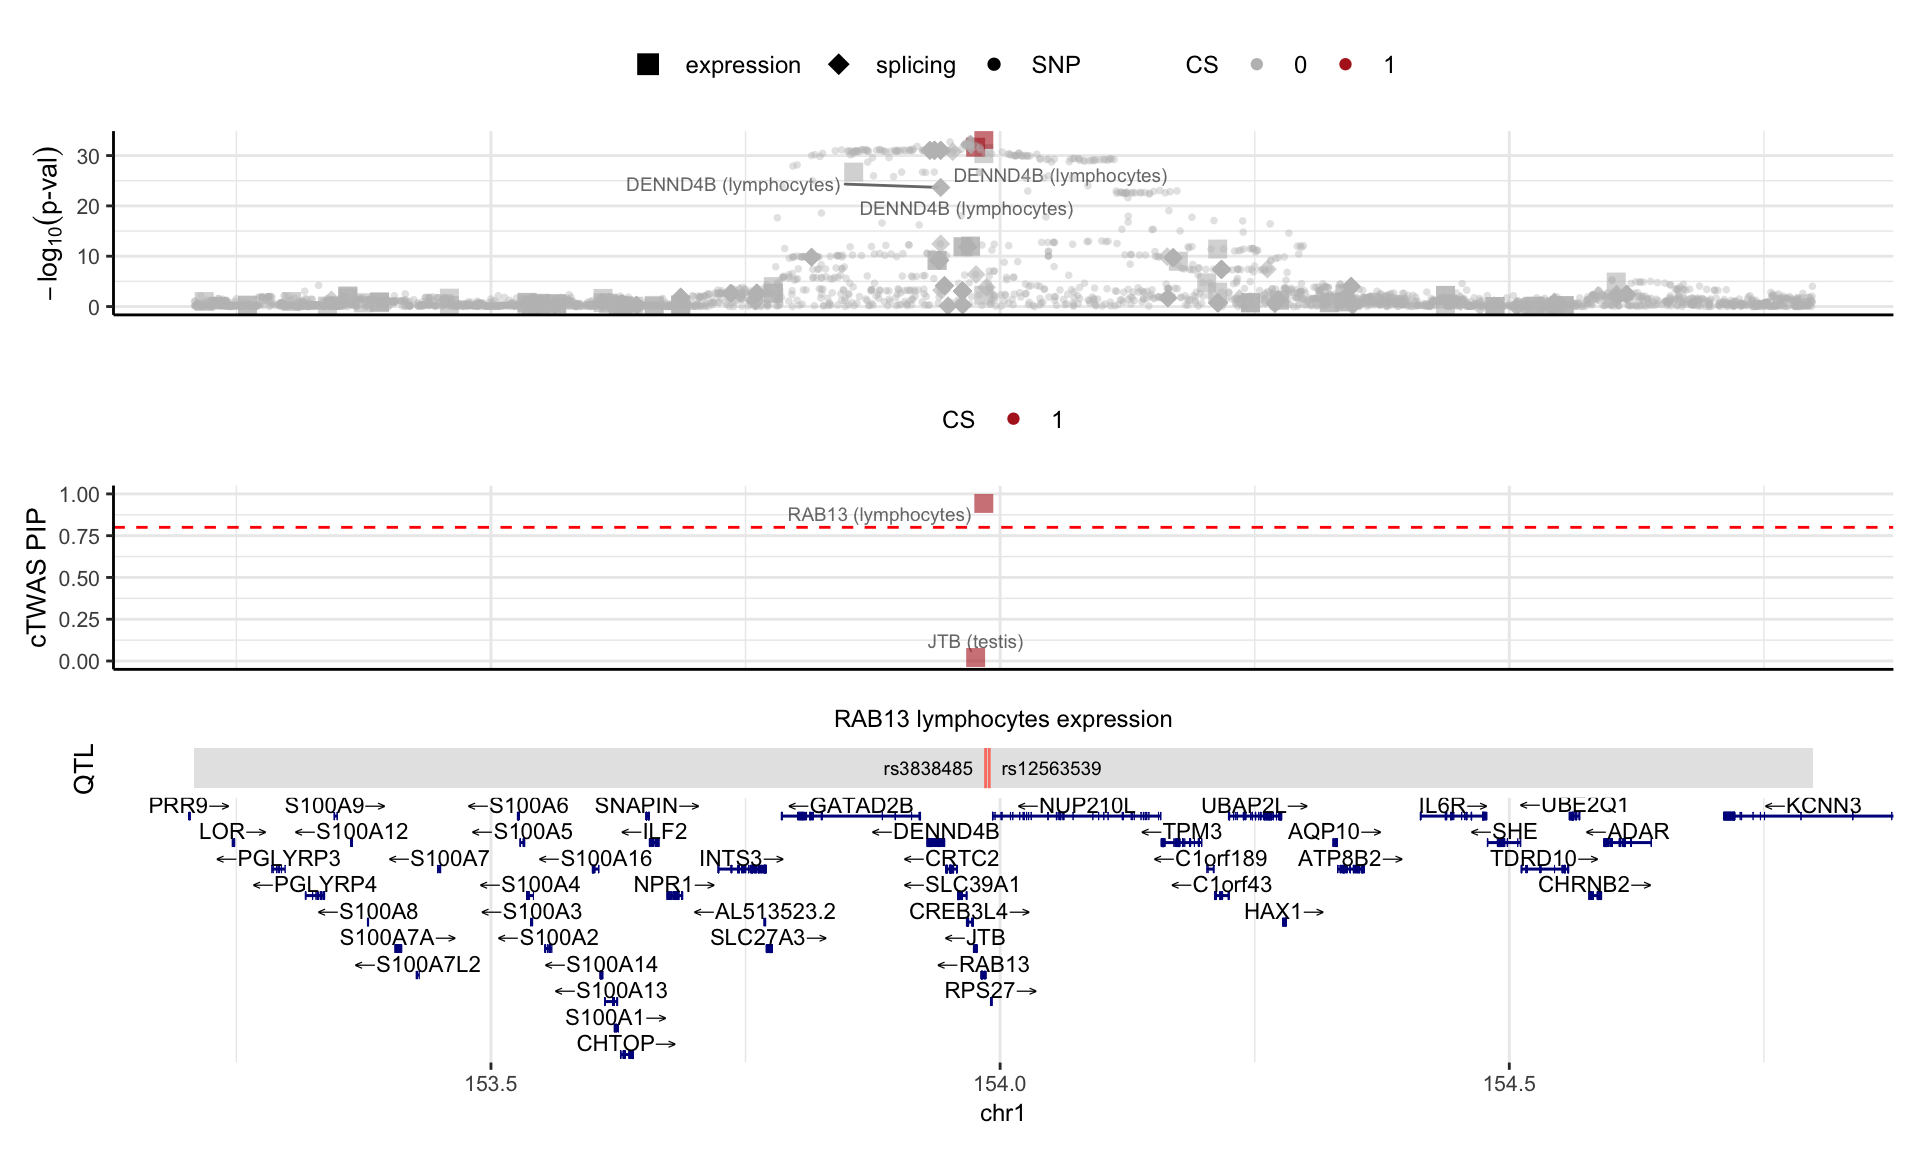 expression splicing SNP CS 0 1
−log10(p-val)
30
20
10
0
DENND4B (lymphocytes)
DENND4B (lymphocytes)
DENND4B (lymphocytes)
CS 1
cTWAS PIP
1.00
0.75
0.50
0.25
0.00
RAB13 (lymphocytes)
JTB (testis)
RAB13 lymphocytes expression
QTL
rs3838485 rs12563539
PRR9→ S100A9→ ←S100A6 SNAPIN→ ←GATAD2B ←NUP210L UBAP2L→ IL6R→ ←UBE2Q1 ←KCNN3
LOR→ ←S100A12 ←S100A5 ←ILF2 ←DENND4B ←TPM3 AQP10→ ←SHE ←ADAR
←PGLYRP3 ←S100A7 ←S100A16 INTS3→ ←CRTC2 ←C1orf189 ATP8B2→ TDRD10→
←PGLYRP4 ←S100A4 NPR1→ ←SLC39A1 ←C1orf43 CHRNB2→
←S100A8 ←S100A3 ←AL513523.2 CREB3L4→ HAX1→
S100A7A→ ←S100A2 SLC27A3→ ←JTB
←S100A7L2 ←S100A14 ←RAB13
←S100A13 RPS27→
S100A1→
CHTOP→
153.5 154.0 154.5
chr1